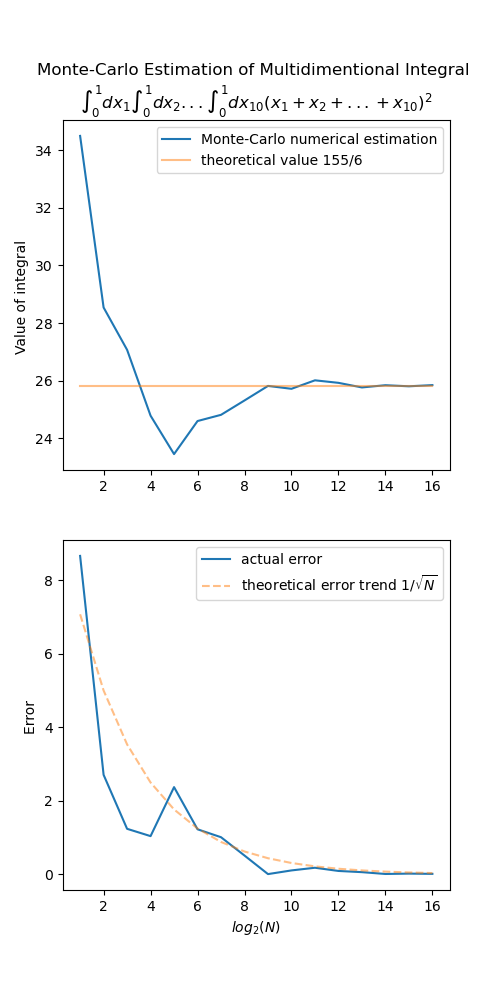 Monte-Carlo Estimation of Multidimentional Integral
∫₀¹dx₁∫₀¹dx₂...∫₀¹dx₁₀(x₁ + x₂ + ... + x₁₀)²
Monte-Carlo numerical estimation
theoretical value 155/6
Value of integral
34
32
30
28
26
24
2 4 6 8 10 12 14 16
actual error
theoretical error trend 1/√N
Error
8
6
4
2
0
2 4 6 8 10 12 14 16
log₂(N)